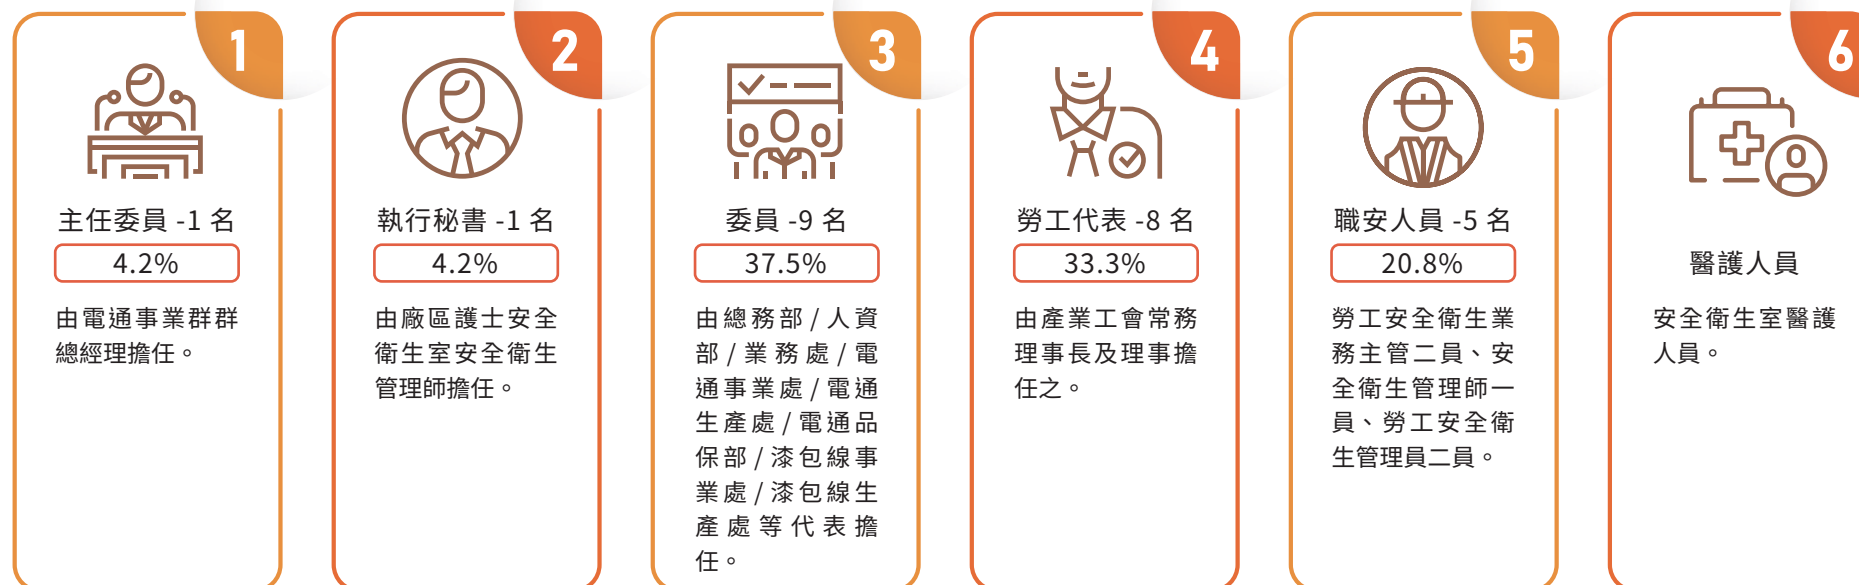 1
主任委員 -1 名
4.2%
由電通事業群群
總經理擔任。
2
執行秘書 -1 名
4.2%
由廠區護士安全
衛生室安全衛生
管理師擔任。
3
委員 -9 名
37.5%
由總務部 / 人資
部 / 業務處 / 電
通事業處 / 電通
生產處 / 電通品
保部 / 漆包線事
業處 / 漆包線生
產處等代表擔
任。
4
勞工代表 -8 名
33.3%
由產業工會常務
理事長及理事擔
任之。
5
職安人員 -5 名
20.8%
勞工安全衛生業
務主管二員、安
全衛生管理師一
員、勞工安全衛
生管理員二員。
6
醫護人員
安全衛生室醫護
人員。